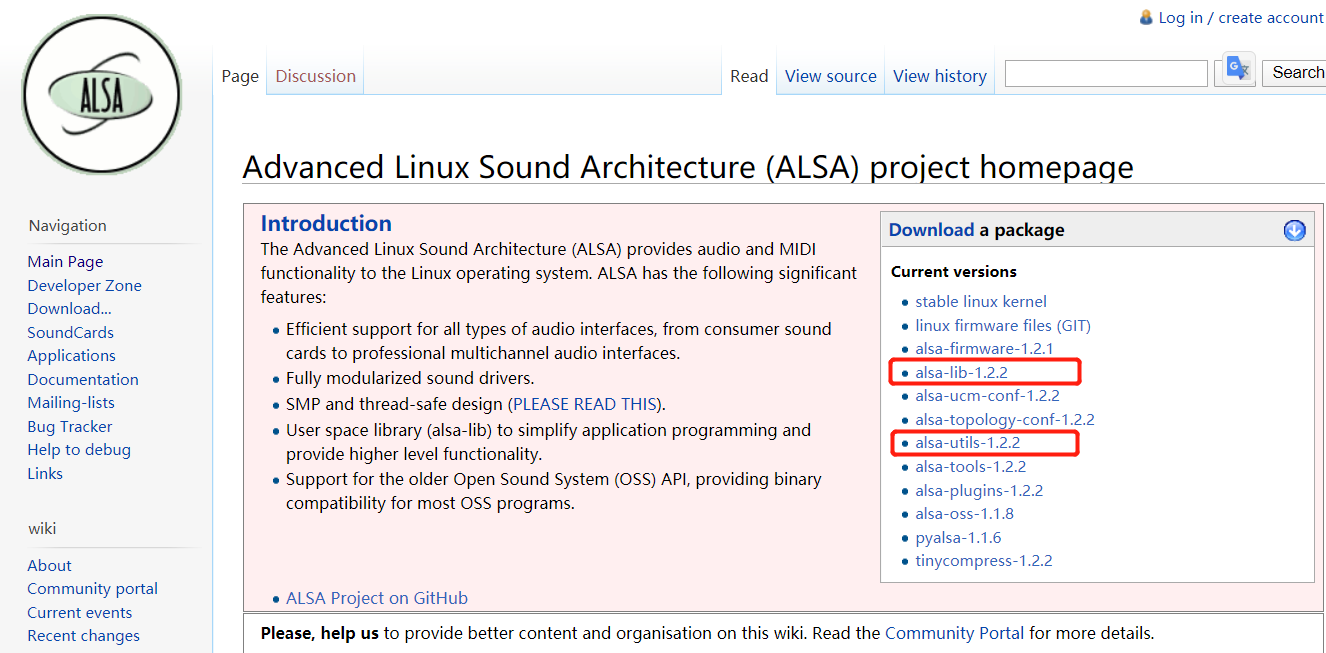 Log in / create account
ALSA
Page
Discussion
Read
View source
View history
G
Search
Advanced Linux Sound Architecture (ALSA) project homepage
Navigation
Main Page
Developer Zone
Download...
SoundCards
Applications
Documentation
Mailing-lists
Bug Tracker
Help to debug
Links
wiki
About
Community portal
Current events
Recent changes
Introduction
The Advanced Linux Sound Architecture (ALSA) provides audio and MIDI
functionality to the Linux operating system. ALSA has the following significant
features:
Efficient support for all types of audio interfaces, from consumer sound
cards to professional multichannel audio interfaces.
Fully modularized sound drivers.
SMP and thread-safe design (PLEASE READ THIS).
User space library (alsa-lib) to simplify application programming and
provide higher level functionality.
Support for the older Open Sound System (OSS) API, providing binary
compatibility for most OSS programs.
ALSA Project on GitHub
Download a package
Current versions
stable linux kernel
linux firmware files (GIT)
alsa-firmware-1.2.1
alsa-lib-1.2.2
alsa-ucm-conf-1.2.2
alsa-topology-conf-1.2.2
alsa-utils-1.2.2
alsa-tools-1.2.2
alsa-plugins-1.2.2
alsa-oss-1.1.8
pyalsa-1.1.6
tinycompress-1.2.2
Please, help us to provide better content and organisation on this wiki. Read the Community Portal for more details.